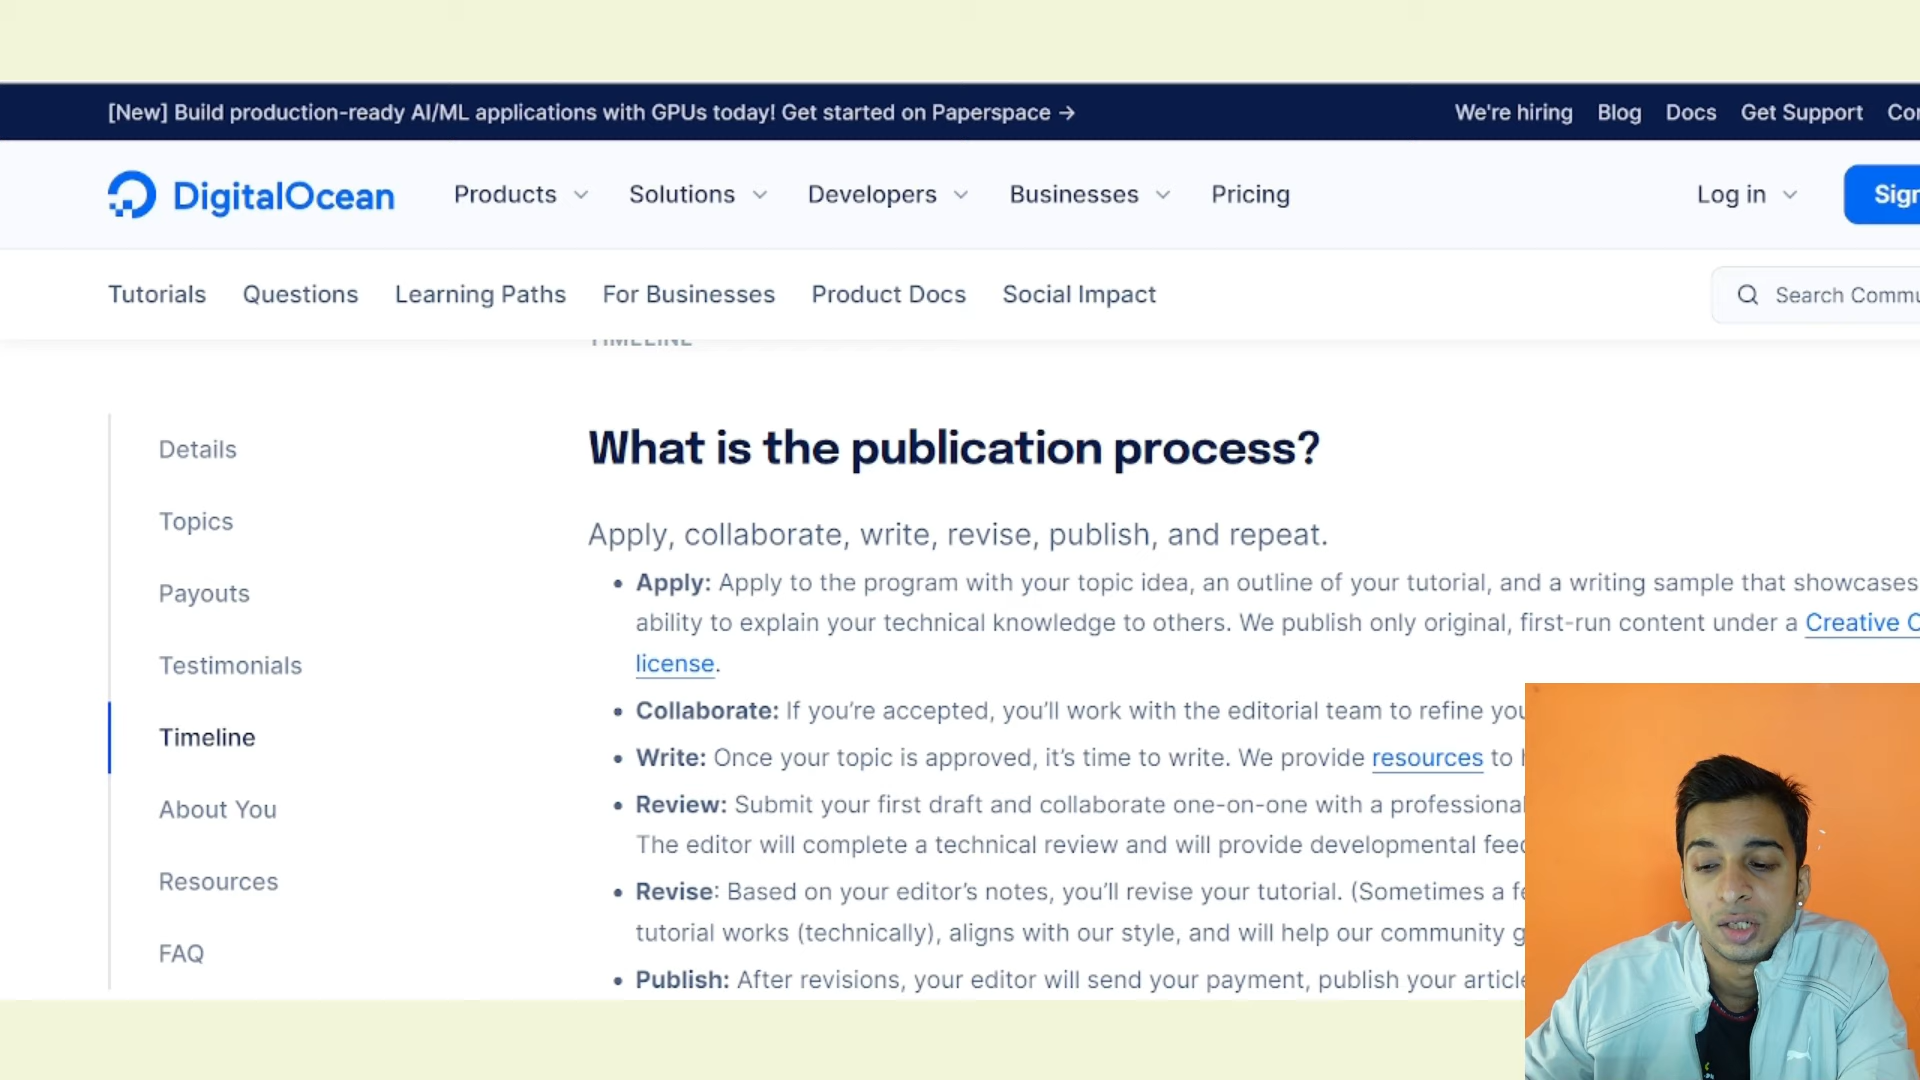 [New] Build production-ready AI/ML applications with GPUs today! Get started on Paperspace →
We're hiring Blog Docs Get Support
DigitalOcean Products Solutions Developers Businesses Pricing Log in
Tutorials Questions Learning Paths For Businesses Product Docs Social Impact Search
TIMELINE
Details
Topics
Payouts
Testimonials
Timeline
About You
Resources
FAQ
What is the publication process?
Apply, collaborate, write, revise, publish, and repeat.
• Apply: Apply to the program with your topic idea, an outline of your tutorial, and a writing sample that showcases
ability to explain your technical knowledge to others. We publish only original, first-run content under a Creative
license.
• Collaborate: If you’re accepted, you’ll work with the editorial team to refine
• Write: Once your topic is approved, it’s time to write. We provide resources to
• Review: Submit your first draft and collaborate one-on-one with a professional
The editor will complete a technical review and will provide developmental
• Revise: Based on your editor’s notes, you’ll revise your tutorial. (Sometimes a
tutorial works (technically), aligns with our style, and will help our community
• Publish: After revisions, your editor will send your payment, publish your